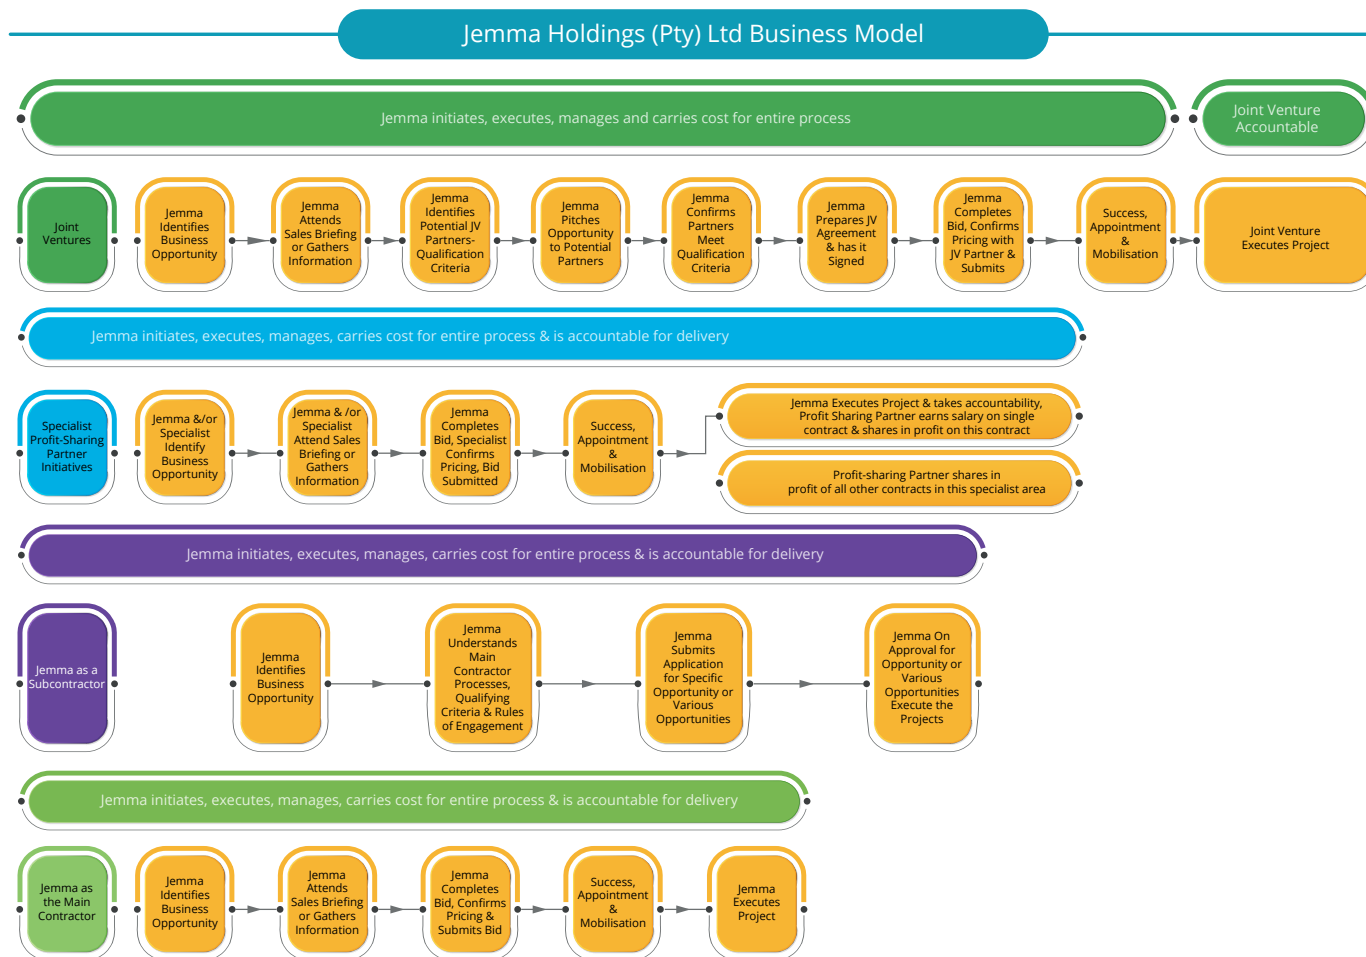 Jemma Holdings (Pty) Ltd Business Model
Jemma initiates, executes, manages and carries cost for entire process
Joint Venture
Accountable
Joint
Ventures
Jemma
Identifies
Business
Opportunity
Jemma
Attends
Sales Briefing
or Gathers
Information
Jemma
Identifies
Potential JV
Partners-
Qualification
Criteria
Jemma
Pitches
Opportunity
to Potential
Partners
Jemma
Confirms
Partners
Meet
Qualification
Criteria
Jemma
Prepares JV
Agreement
& has it
Signed
Jemma
Completes
Bid, Confirms
Pricing with
JV Partner &
Submits
Success,
Appointment
&
Mobilisation
Joint Venture
Executes Project
Jemma initiates, executes, manages, carries cost for entire process & is accountable for delivery
Specialist
Profit-Sharing
Partner
Initiatives
Jemma &/or
Specialist
Identify
Business
Opportunity
Jemma & /or
Specialist
Attend Sales
Briefing or
Gathers
Information
Jemma
Completes
Bid, Specialist
Confirms
Pricing, Bid
Submitted
Success,
Appointment
&
Mobilisation
Jemma Executes Project & takes accountability,
Profit Sharing Partner earns salary on single
contract & shares in profit on this contract
Profit-sharing Partner shares in
profit of all other contracts in this specialist area
Jemma initiates, executes, manages, carries cost for entire process & is accountable for delivery
Jemma as a
Subcontractor
Jemma
Identifies
Business
Opportunity
Jemma
Understands
Main
Contractor
Processes,
Qualifying
Criteria & Rules
of Engagement
Jemma
Submits
Application
for Specific
Opportunity or
Various
Opportunities
Jemma On
Approval for
Opportunity or
Various
Opportunities
Execute the
Projects
Jemma initiates, executes, manages, carries cost for entire process & is accountable for delivery
Jemma as
the Main
Contractor
Jemma
Identifies
Business
Opportunity
Jemma
Attends
Sales Briefing
or Gathers
Information
Jemma
Completes
Bid, Confirms
Pricing &
Submits Bid
Success,
Appointment
&
Mobilisation
Jemma
Executes
Project